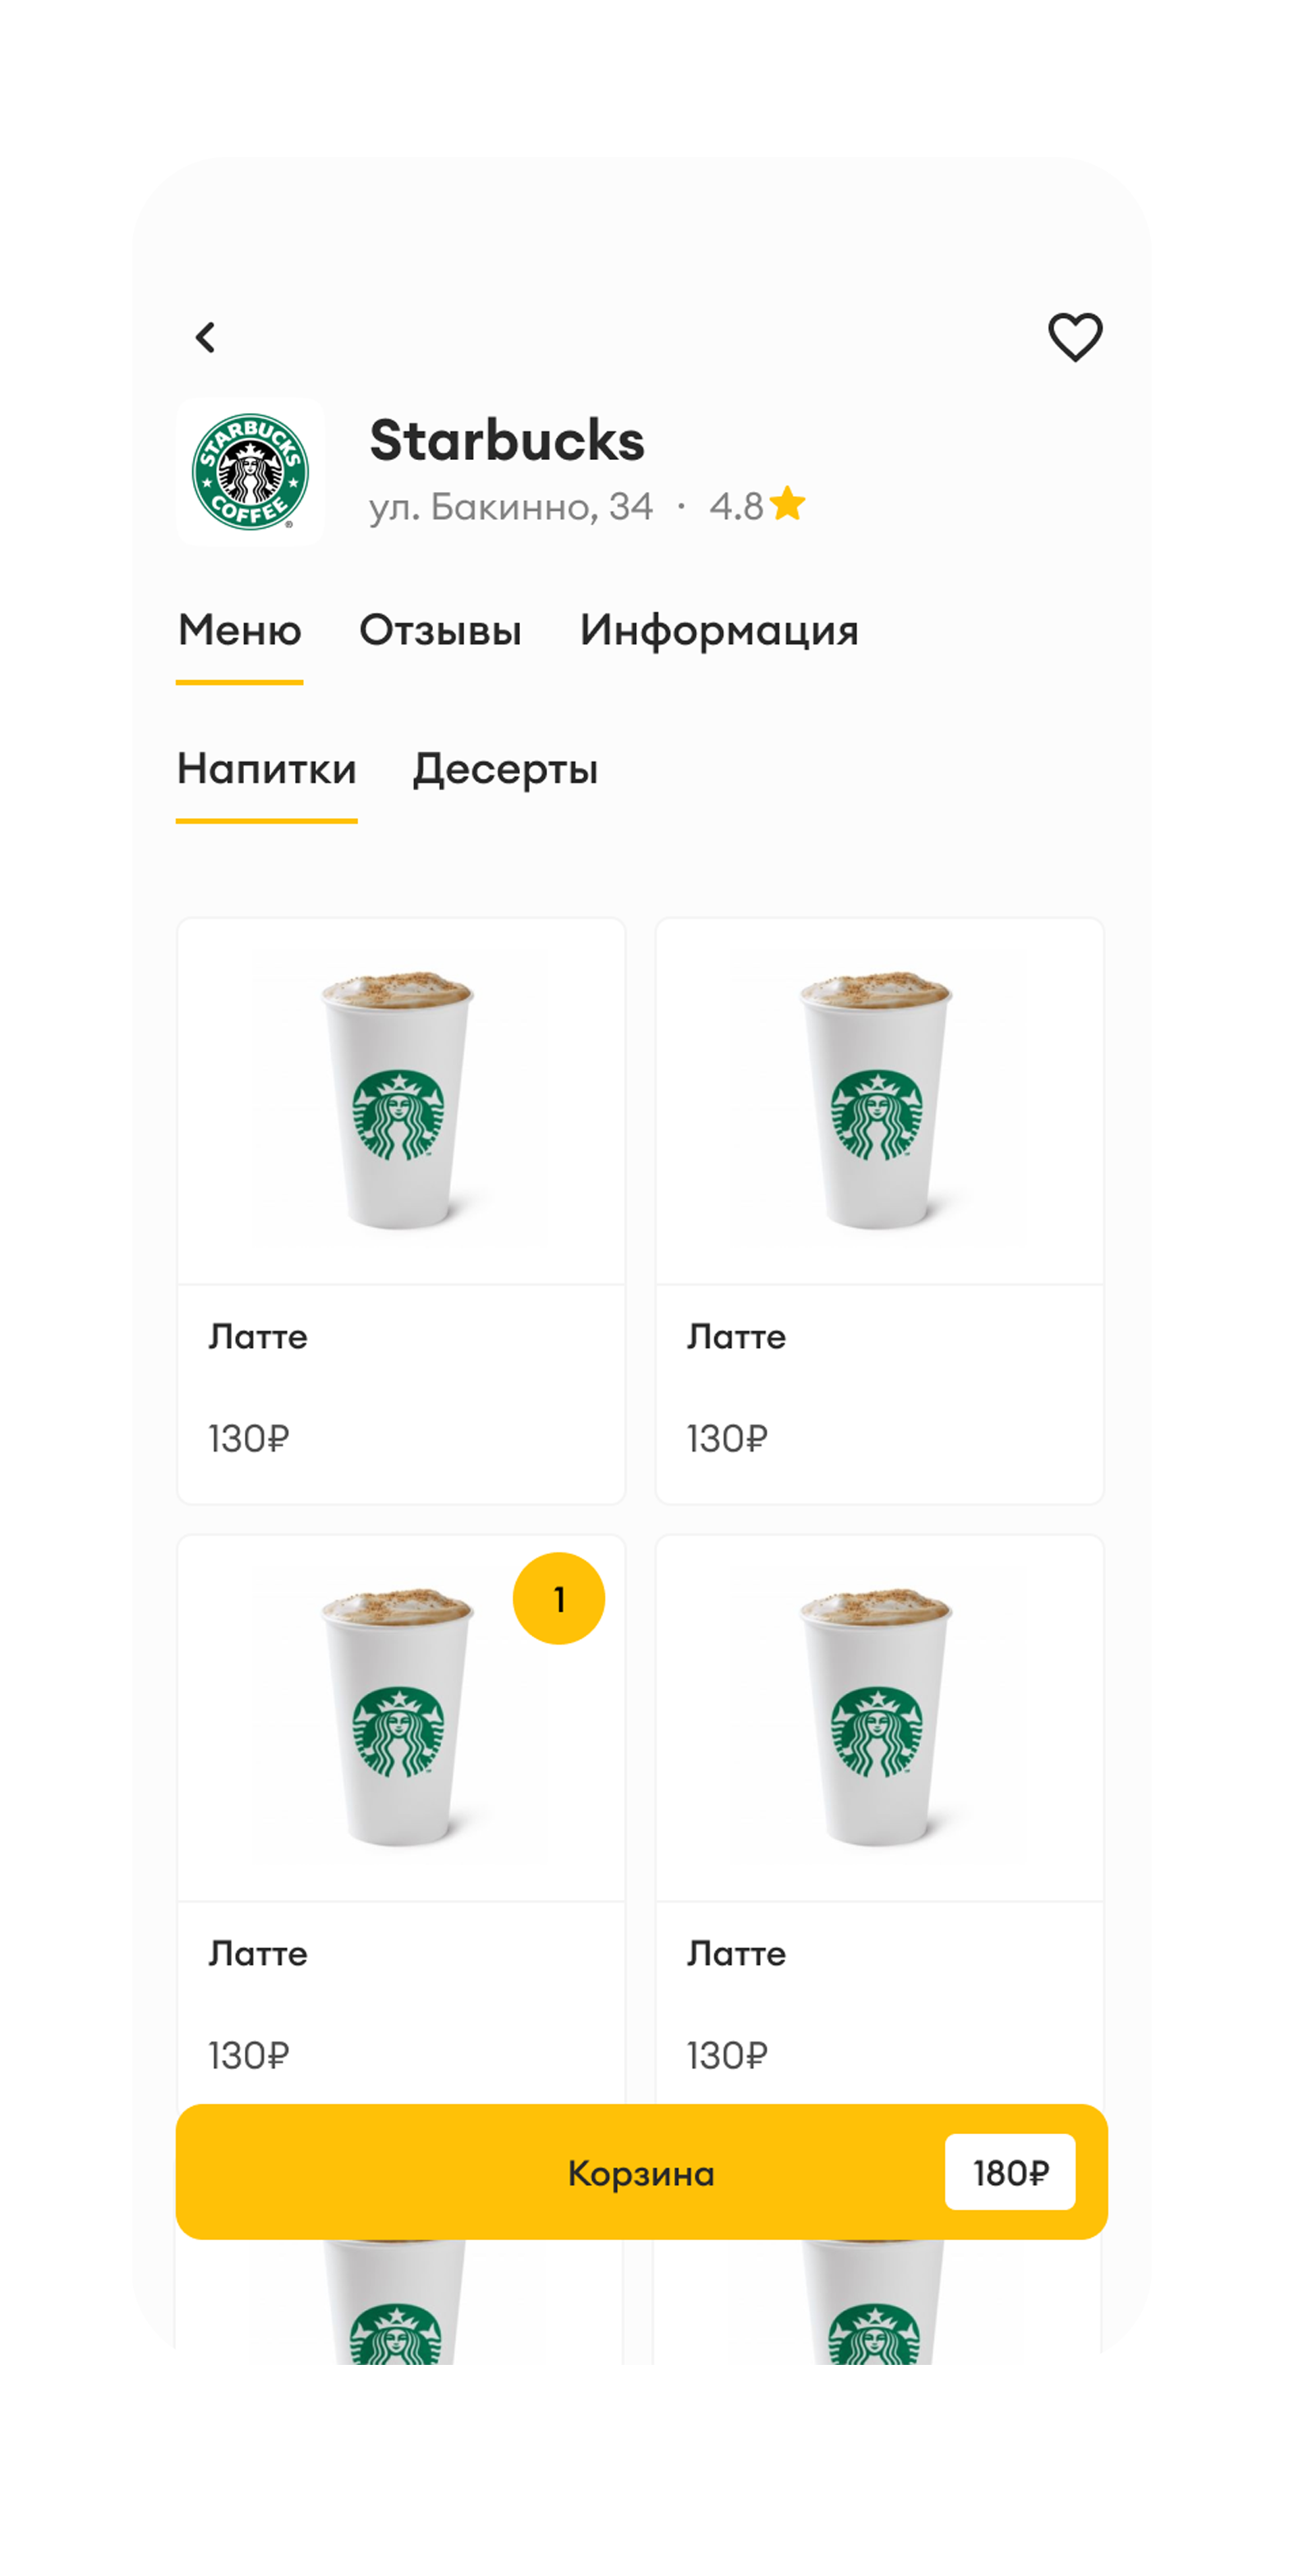 STARBUCKS
COFFEE
®
Starbucks
ул. Бакинно, 34 · 4.8
Меню Отзывы Информация
Напитки Десерты
Латте Латте
130₽ 130₽
1
Латте Латте
130₽ 130₽
Корзина 180₽